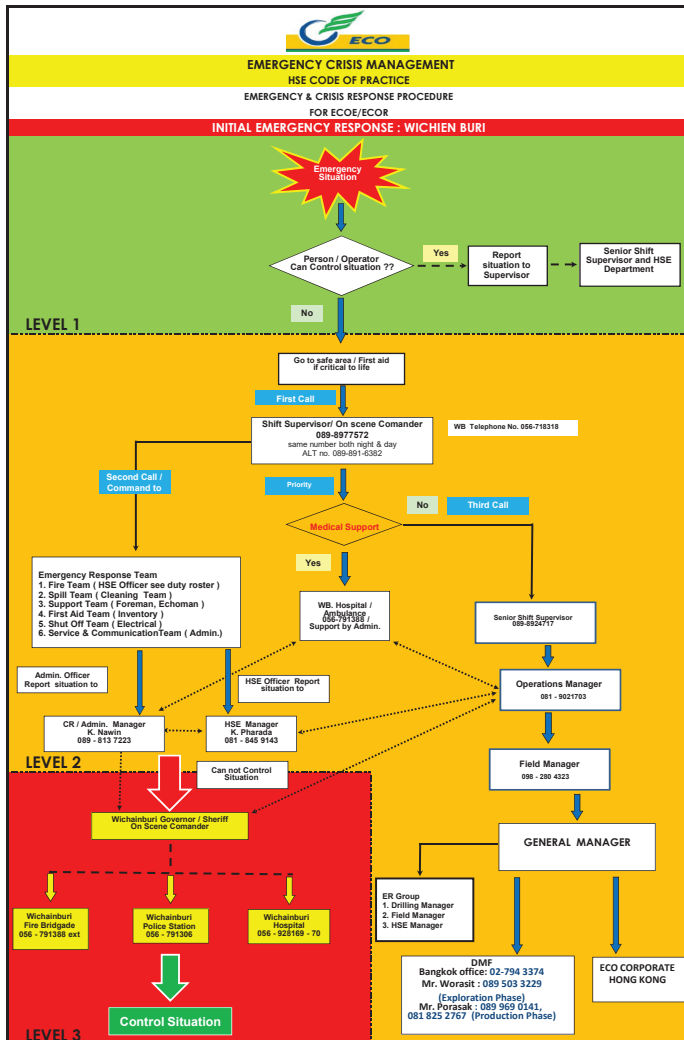 ECO
EMERGENCY CRISIS MANAGEMENT
HSE CODE OF PRACTICE
EMERGENCY & CRISIS RESPONSE PROCEDURE
FOR ECOE/ECOR
INITIAL EMERGENCY RESPONSE : WICHIEN BURI
Emergency
Situation
Person / Operator
Can Control situation ??
Yes
Report
situation to
Supervisor
Senior Shift
Supervisor and HSE
Department
No
LEVEL 1
Go to safe area / First aid
if critical to life
First Call
Shift Supervisor/ On scene Comander
089-8977572
same number both night & day
ALT no. 089-891-6382
WB Telephone No. 056-718318
Second Call /
Command to
Priority
No
Third Call
Medical Support
Yes
Emergency Response Team
1. Fire Team ( HSE Officer see duty roster )
2. Spill Team ( Cleaning Team )
3. Support Team ( Foreman, Echoman )
4. First Aid Team ( Inventory )
5. Shut Off Team ( Electrical )
6. Service & CommunicationTeam ( Admin.)
WB. Hospital /
Ambulance
056-791388 /
Support by Admin.
Senior Shift Supervisor
089-8924717
Admin. Officer
Report situation to
HSE Officer Report
situation to
Operations Manager
081 - 9021703
CR / Admin. Manager
K. Nawin
089 - 813 7223
HSE Manager
K. Pharada
081 - 845 9143
LEVEL 2
Can not Control
Situation
Field Manager
098 - 280 4323
Wichainburi Governor / Sheriff
On Scene Comander
GENERAL MANAGER
ER Group
1. Drilling Manager
2. Field Manager
3. HSE Manager
Wichainburi
Fire Bridgade
056 - 791388 ext
Wichainburi
Police Station
056 - 791306
Wichainburi
Hospital
056 - 928169 - 70
DMF
Bangkok office: 02-794 3374
Mr. Worasit : 089 503 3229
(Exploration Phase)
Mr. Porasak : 089 969 0141,
081 825 2767 (Production Phase)
ECO CORPORATE
HONG KONG
Control Situation
LEVEL 3